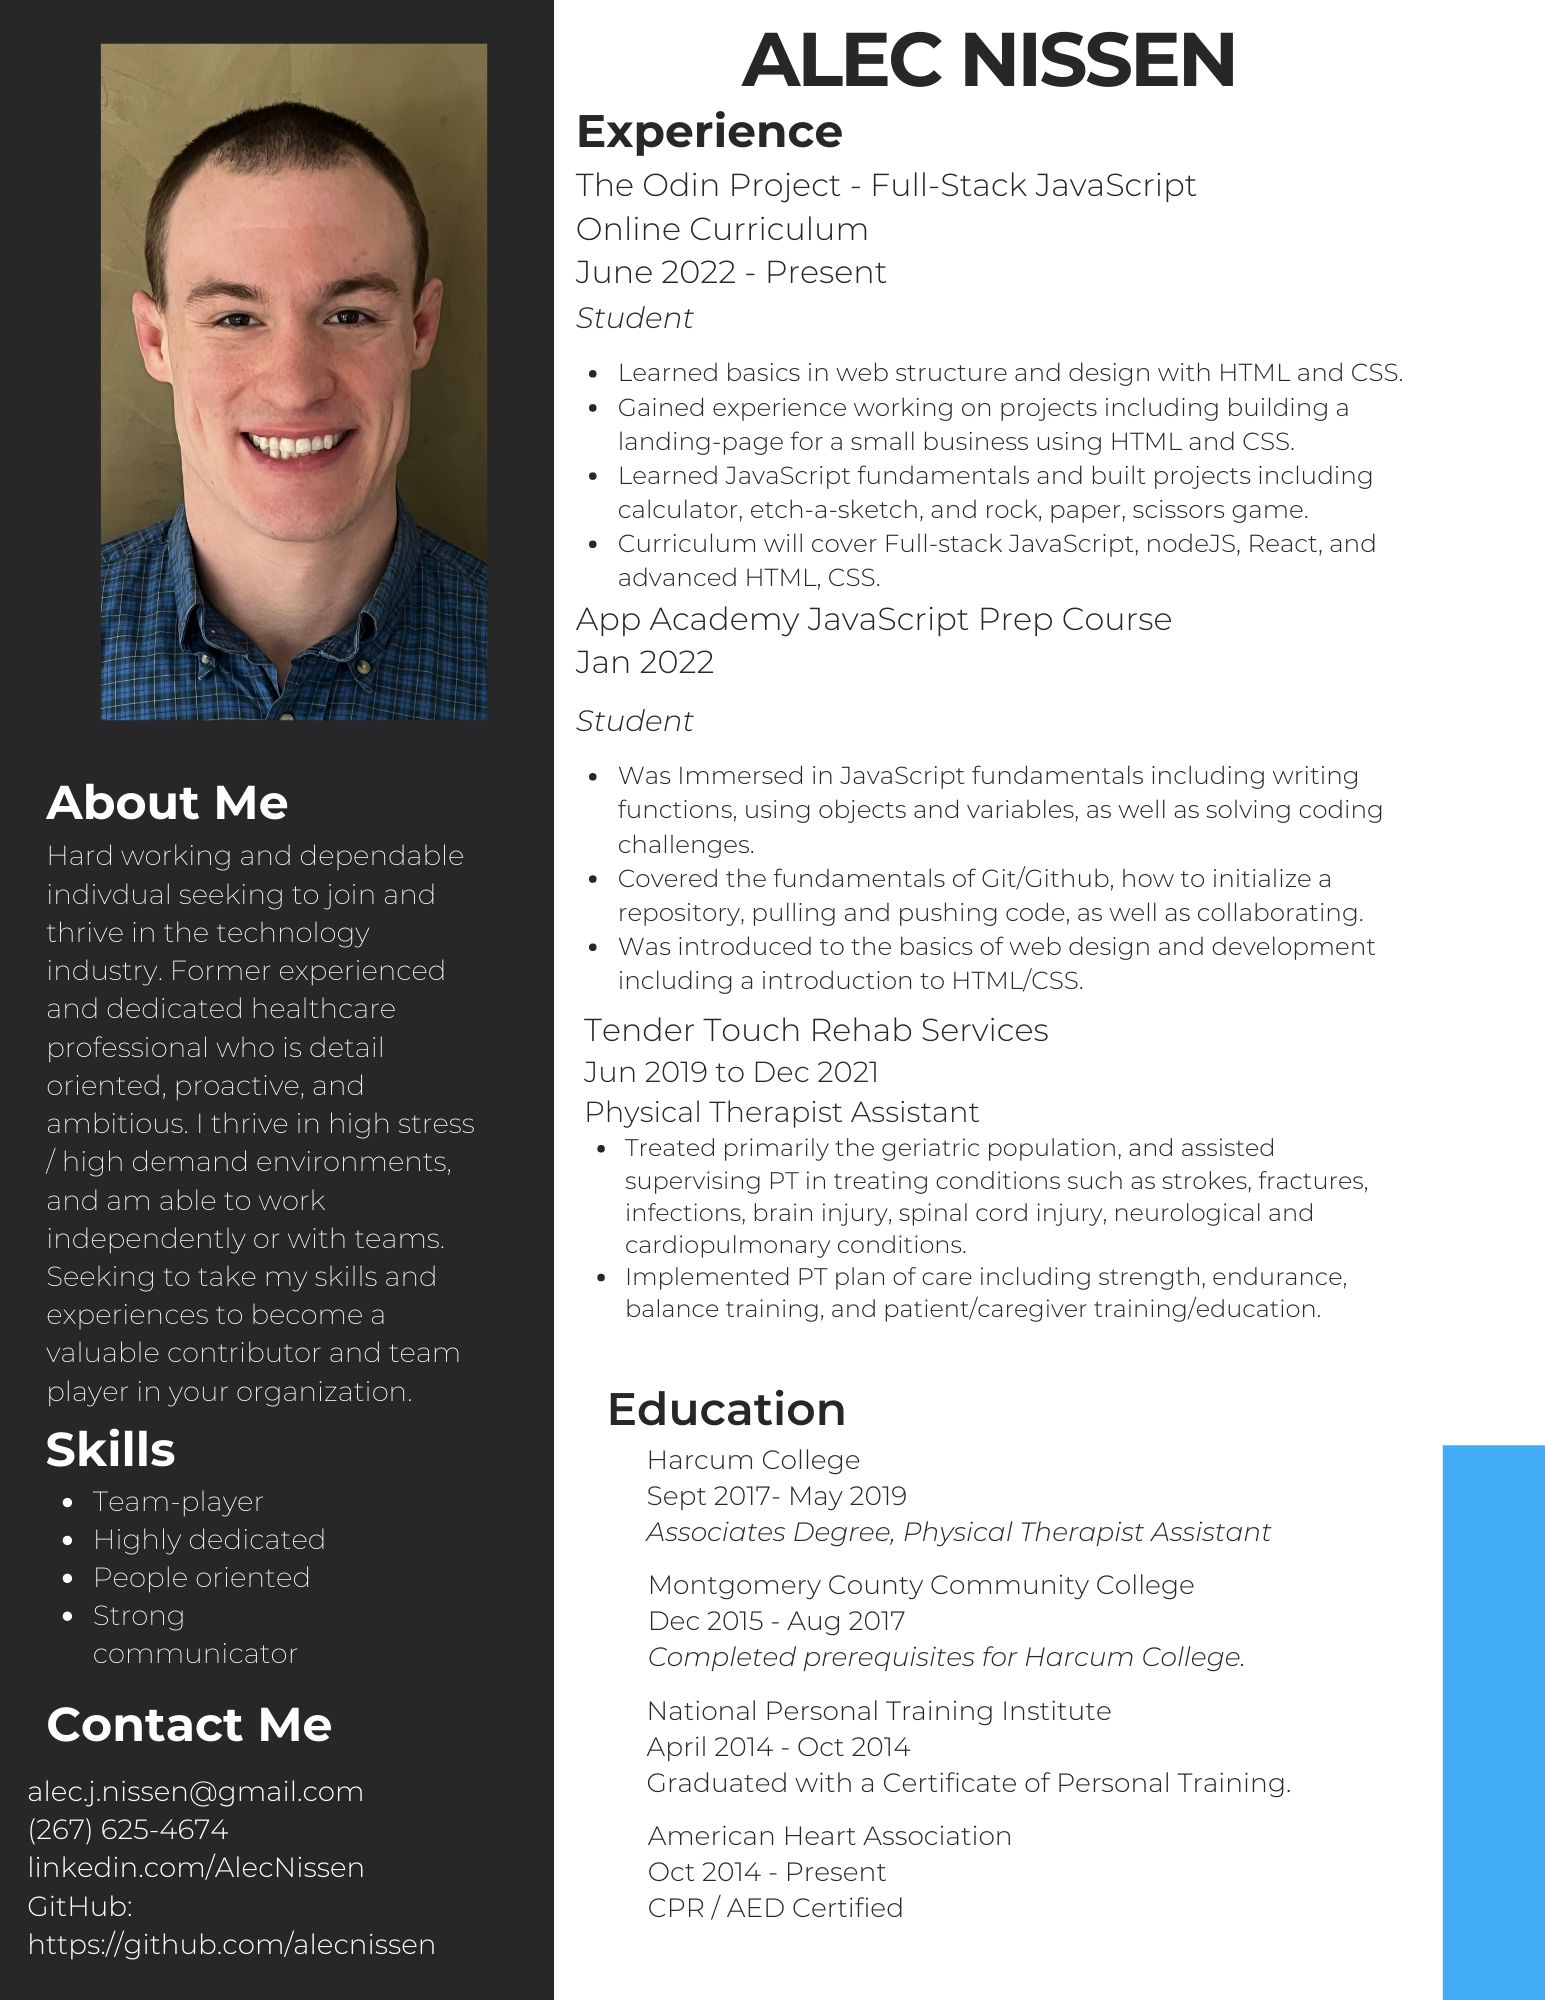 ALEC NISSEN
Experience
The Odin Project - Full-Stack JavaScript
Online Curriculum
June 2022 - Present
Student
• Learned basics in web structure and design with HTML and CSS.
• Gained experience working on projects including building a
landing-page for a small business using HTML and CSS.
• Learned JavaScript fundamentals and built projects including
calculator, etch-a-sketch, and rock, paper, scissors game.
• Curriculum will cover Full-stack JavaScript, nodeJS, React, and
advanced HTML, CSS.
App Academy JavaScript Prep Course
Jan 2022
Student
• Was Immersed in JavaScript fundamentals including writing
functions, using objects and variables, as well as solving coding
challenges.
• Covered the fundamentals of Git/Github, how to initialize a
repository, pulling and pushing code, as well as collaborating.
• Was introduced to the basics of web design and development
including a introduction to HTML/CSS.
Tender Touch Rehab Services
Jun 2019 to Dec 2021
Physical Therapist Assistant
• Treated primarily the geriatric population, and assisted
supervising PT in treating conditions such as strokes, fractures,
infections, brain injury, spinal cord injury, neurological and
cardiopulmonary conditions.
• Implemented PT plan of care including strength, endurance,
balance training, and patient/caregiver training/education.
Education
Harcum College
Sept 2017- May 2019
Associates Degree, Physical Therapist Assistant
Montgomery County Community College
Dec 2015 - Aug 2017
Completed prerequisites for Harcum College.
National Personal Training Institute
April 2014 - Oct 2014
Graduated with a Certificate of Personal Training.
American Heart Association
Oct 2014 - Present
CPR / AED Certified
About Me
Hard working and dependable
indivdual seeking to join and
thrive in the technology
industry. Former experienced
and dedicated healthcare
professional who is detail
oriented, proactive, and
ambitious. I thrive in high stress
/ high demand environments,
and am able to work
independently or with teams.
Seeking to take my skills and
experiences to become a
valuable contributor and team
player in your organization.
Skills
• Team-player
• Highly dedicated
• People oriented
• Strong
communicator
Contact Me
alec.j.nissen@gmail.com
(267) 625-4674
linkedin.com/AlecNissen
GitHub:
https://github.com/alecnissen